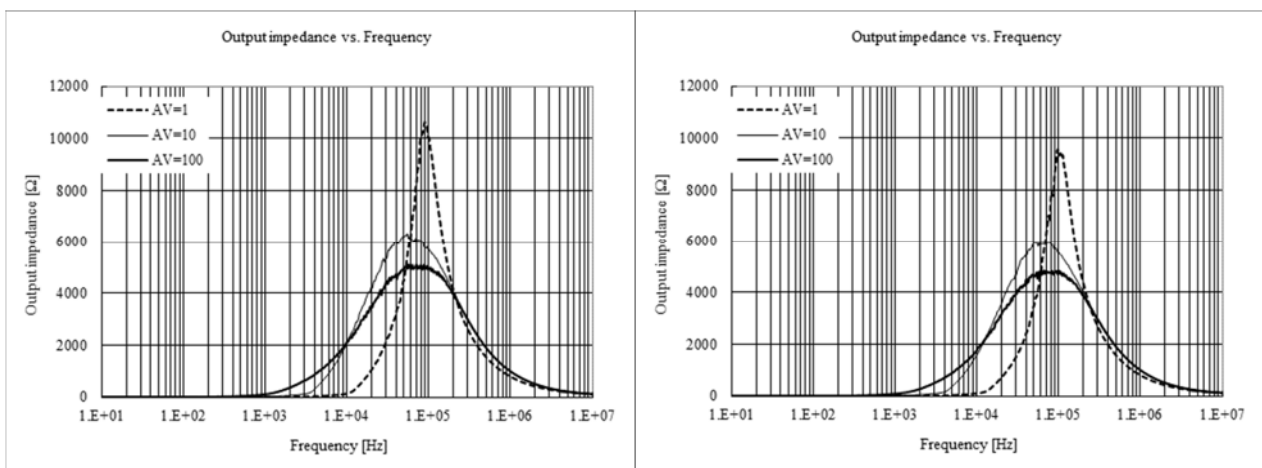 Output impedance vs. Frequency
12000
10000
8000
6000
4000
2000
0
Output impedance [Ω]
AV=1
AV=10
AV=100
1.E+01 1.E+02 1.E+03 1.E+04 1.E+05 1.E+06 1.E+07
Frequency [Hz]
Output impedance vs. Frequency
12000
10000
8000
6000
4000
2000
0
Output impedance [Ω]
AV=1
AV=10
AV=100
1.E+01 1.E+02 1.E+03 1.E+04 1.E+05 1.E+06 1.E+07
Frequency [Hz]